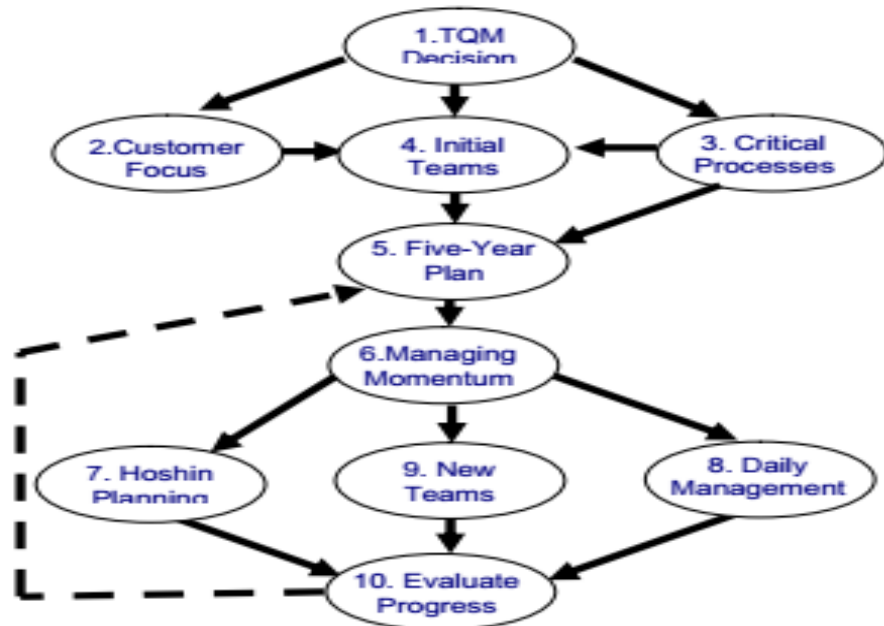 1.TQM
Decision
2.Customer
Focus
4. Initial
Teams
3. Critical
Processes
5. Five-Year
Plan
6.Managing
Momentum
7. Hoshin
Planning
9. New
Teams
8. Daily
Management
10. Evaluate
Progress